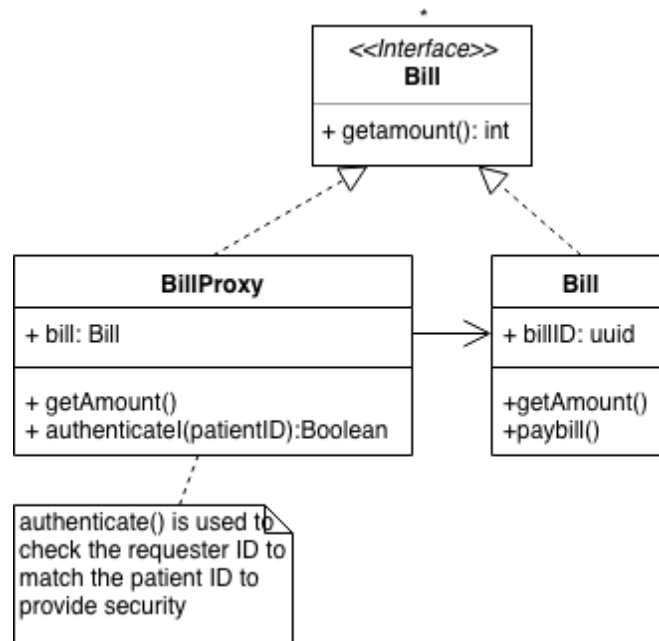 *
<<Interface>>
Bill
+ getamount(): int
BillProxy
+ bill: Bill
+ getAmount()
+ authenticateI(patientID):Boolean
Bill
+ billID: uuid
+getAmount()
+paybill()
authenticate() is used to
check the requester ID to
match the patient ID to
provide security